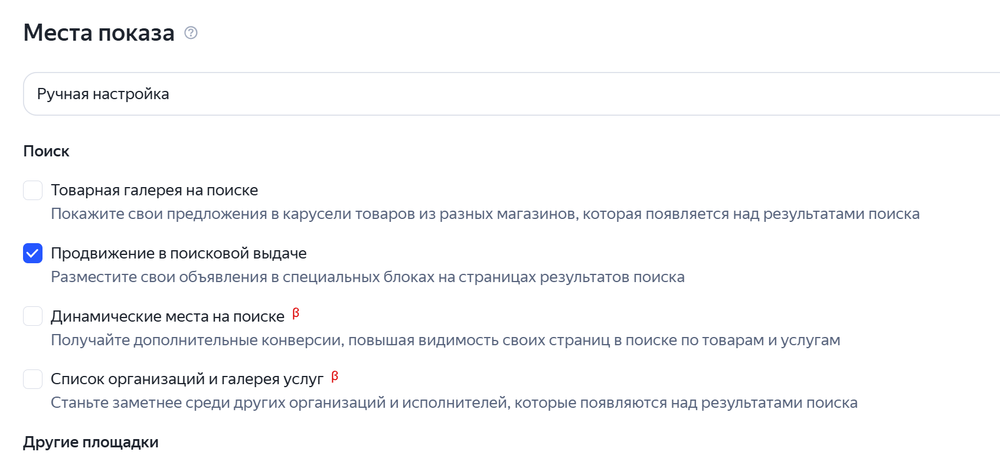 Места показа
Ручная настройка
Поиск
Товарная галерея на поиске
Покажите свои предложения в карусели товаров из разных магазинов, которая появляется над результатами поиска
Продвижение в поисковой выдаче
Разместите свои объявления в специальных блоках на страницах результатов поиска
Динамические места на поиске β
Получайте дополнительные конверсии, повышая видимость своих страниц в поиске по товарам и услугам
Список организаций и галерея услуг β
Станьте заметнее среди других организаций и исполнителей, которые появляются над результатами поиска
Другие площадки